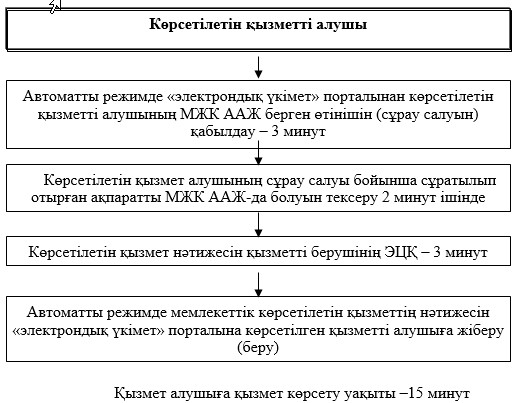 Көрсетілетін қызметті алушы
Автоматты режимде «электрондық үкімет» порталынан көрсетілетін
қызметті алушының МЖК ААЖ берген өтінішін (сұрау салуын)
қабылдау – 3 минут
Көрсетілетін қызмет алушының сұрау салуы бойынша сұратылып
отырған ақпаратты МЖК ААЖ-да болуын тексеру 2 минут ішінде
Көрсетілетін қызмет нәтижесін қызметті берушінің ЭЦҚ – 3 минут
Автоматты режимде мемлекеттік көрсетілетін қызметтің нәтижесін
«электрондық үкімет» порталына көрсетілген қызметті алушыға жіберу
(беру)
Қызмет алушыға қызмет көрсету уақыты –15 минут